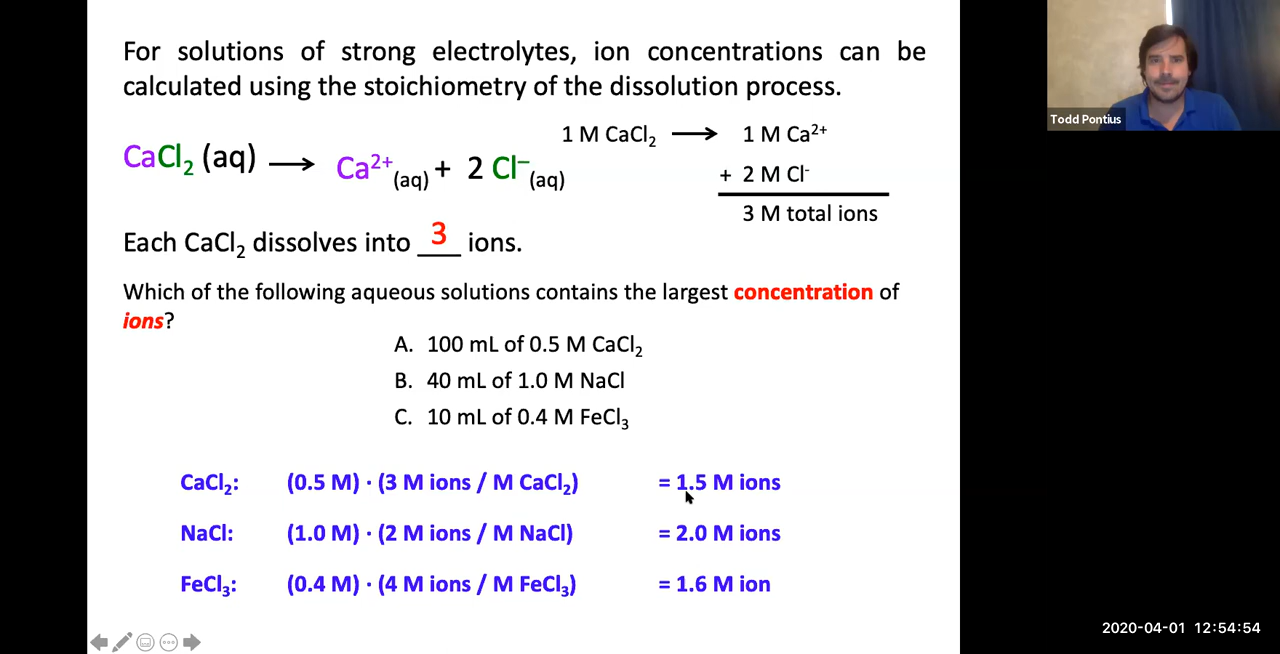 For solutions of strong electrolytes, ion concentrations can be
calculated using the stoichiometry of the dissolution process.
CaCl₂ (aq) ⟶ Ca²⁺(aq) + 2 Cl⁻(aq)
1 M CaCl₂ ⟶ 1 M Ca²⁺
+ 2 M Cl⁻
3 M total ions
Each CaCl₂ dissolves into 3 ions.
Which of the following aqueous solutions contains the largest concentration of
ions?
A. 100 mL of 0.5 M CaCl₂
B. 40 mL of 1.0 M NaCl
C. 10 mL of 0.4 M FeCl₃
CaCl₂: (0.5 M) · (3 M ions / M CaCl₂) = 1.5 M ions
NaCl: (1.0 M) · (2 M ions / M NaCl) = 2.0 M ions
FeCl₃: (0.4 M) · (4 M ions / M FeCl₃) = 1.6 M ion
Todd Pontius
2020-04-01 12:54:54